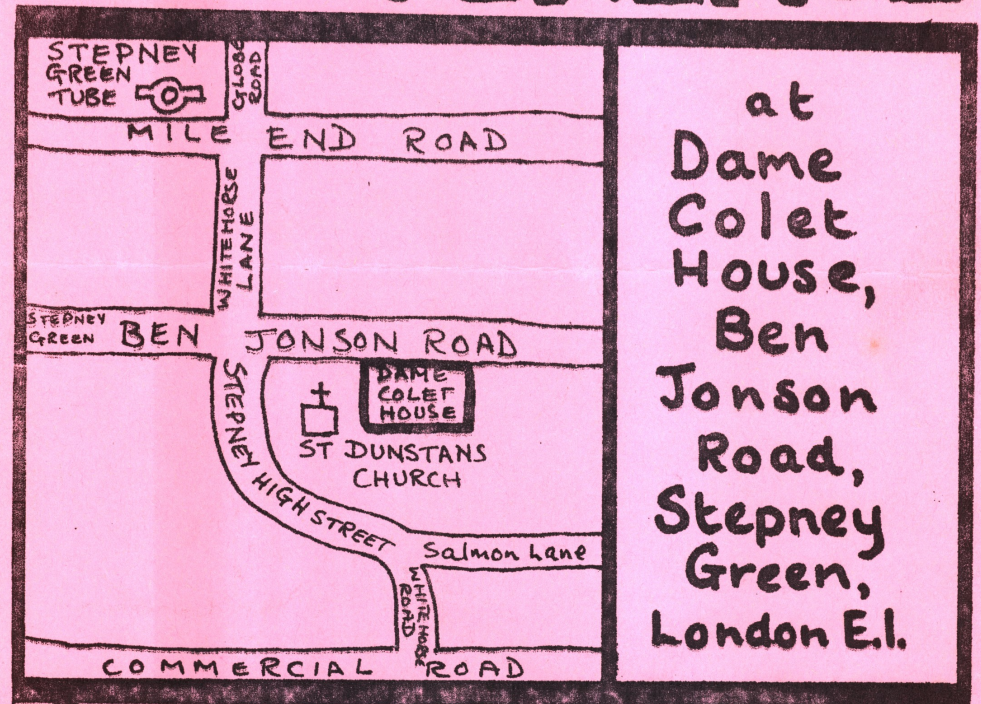 STEPNEY
GREEN
TUBE
GLOBE
ROAD
MILE END ROAD
WHITEHORSE
LANE
STEPNEY
GREEN
BEN JONSON ROAD
DAME
COLET
HOUSE
ST DUNSTANS
CHURCH
STEPNEY HIGH STREET
Salmon Lane
WHITEHORSE
ROAD
COMMERCIAL ROAD
at
Dame
Colet
House,
Ben
Jonson
Road,
Stepney
Green,
London E.1.